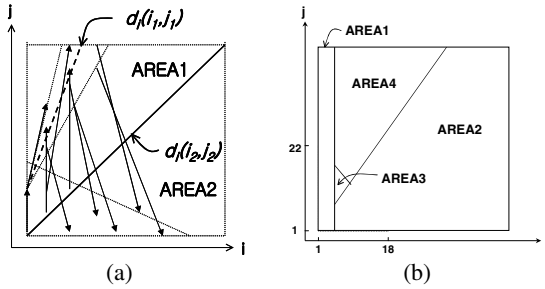 j
d_l(i_1,j_1)
AREA1
d_l(i_2,j_2)
AREA2
i
(a)
j
AREA1
AREA4
AREA2
22
AREA3
1
1
18
(b)